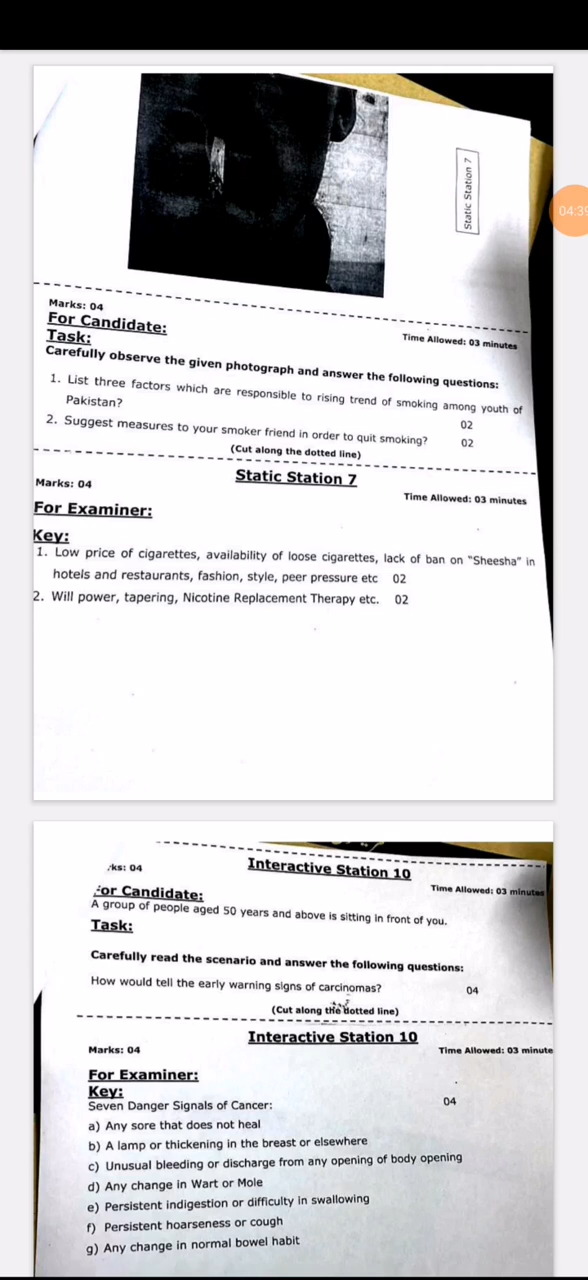 Static Station 7
04:39
Marks: 04
Time Allowed: 03 minutes
For Candidate:
Task:
Carefully observe the given photograph and answer the following questions:
1. List three factors which are responsible to rising trend of smoking among youth of
Pakistan?
02
2. Suggest measures to your smoker friend in order to quit smoking?
02
(Cut along the dotted line)
Static Station 7
Marks: 04
Time Allowed: 03 minutes
For Examiner:
Key:
1. Low price of cigarettes, availability of loose cigarettes, lack of ban on "Sheesha" in
hotels and restaurants, fashion, style, peer pressure etc 02
2. Will power, tapering, Nicotine Replacement Therapy etc. 02
ks: 04
Interactive Station 10
Time Allowed: 03 minutes
or Candidate:
A group of people aged 50 years and above is sitting in front of you.
Task:
Carefully read the scenario and answer the following questions:
How would tell the early warning signs of carcinomas? 04
(Cut along the dotted line)
Interactive Station 10
Marks: 04
Time Allowed: 03 minute
For Examiner:
Key:
Seven Danger Signals of Cancer: 04
a) Any sore that does not heal
b) A lamp or thickening in the breast or elsewhere
c) Unusual bleeding or discharge from any opening of body opening
d) Any change in Wart or Mole
e) Persistent indigestion or difficulty in swallowing
f) Persistent hoarseness or cough
g) Any change in normal bowel habit